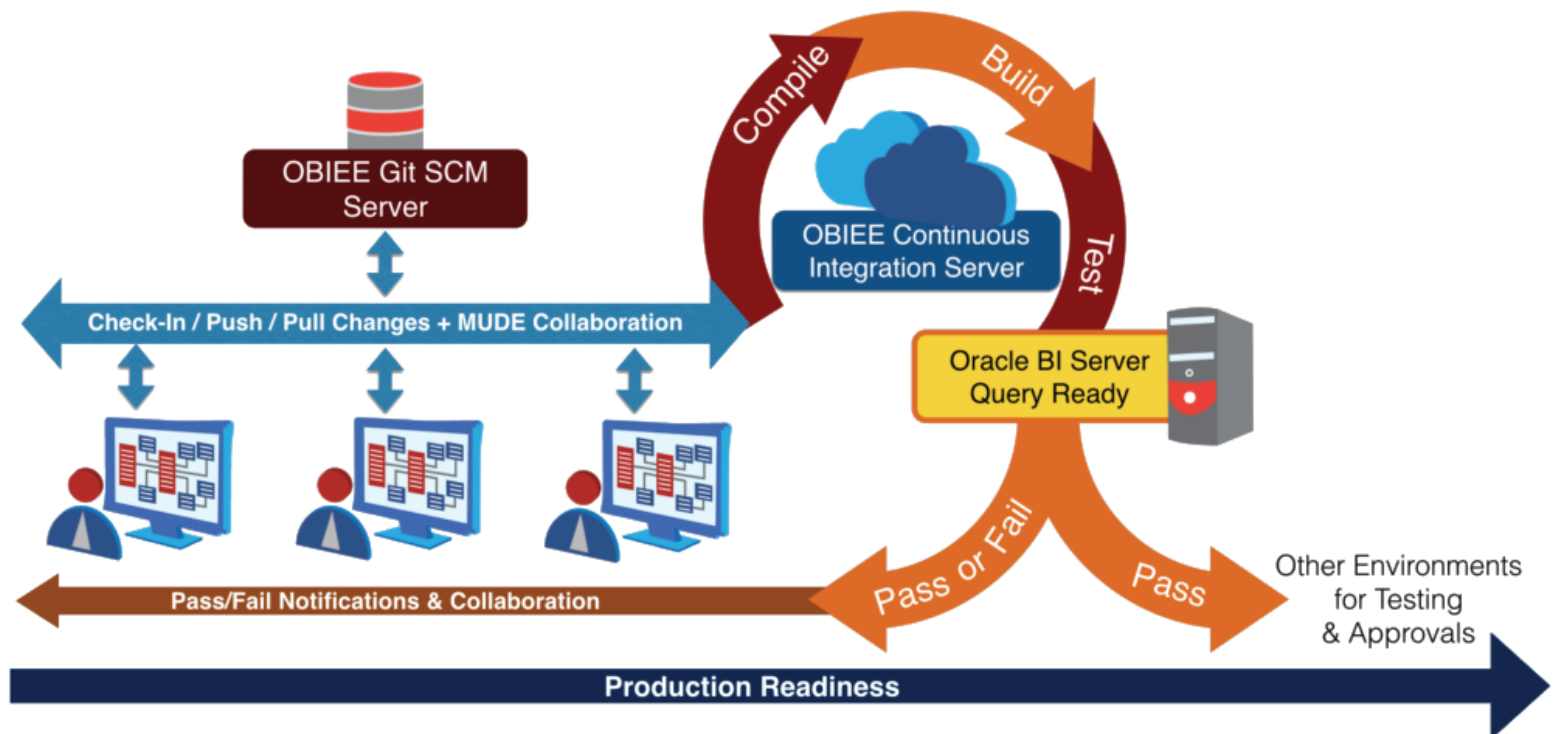 Compile
Build
OBIEE Git SCM
Server
OBIEE Continuous
Integration Server
Test
Check-In / Push / Pull Changes + MUDE Collaboration
Oracle BI Server
Query Ready
Pass or Fail
Pass
Other Environments
for Testing
& Approvals
Pass/Fail Notifications & Collaboration
Production Readiness